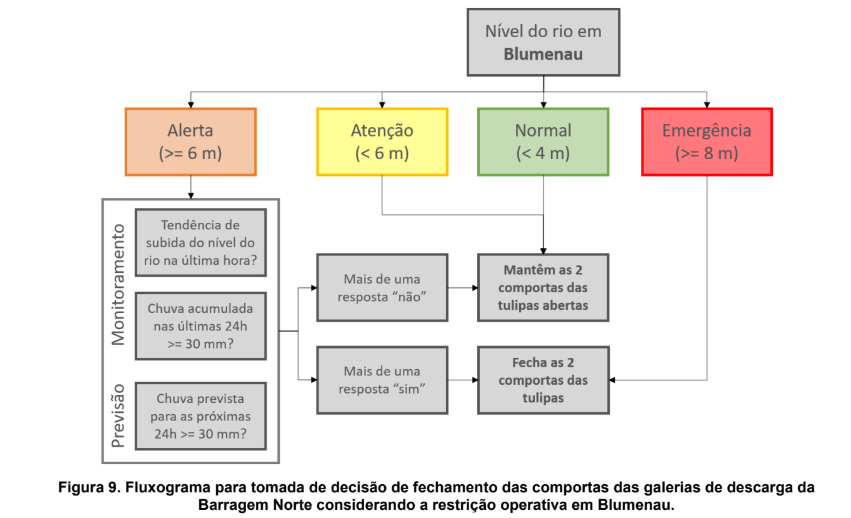 Nível do rio em
Blumenau
Alerta
(>= 6 m)
Atenção
(< 6 m)
Normal
(< 4 m)
Emergência
(>= 8 m)
Monitoramento
Tendência de
subida do nível do
rio na última hora?
Chuva acumulada
nas últimas 24h
>= 30 mm?
Previsão
Chuva prevista
para as próximas
24h >= 30 mm?
Mais de uma
resposta “não”
Mantêm as 2
comportas das
tulipas abertas
Mais de uma
resposta “sim”
Fecha as 2
comportas das
tulipas
Figura 9. Fluxograma para tomada de decisão de fechamento das comportas das galerias de descarga da
Barragem Norte considerando a restrição operativa em Blumenau.